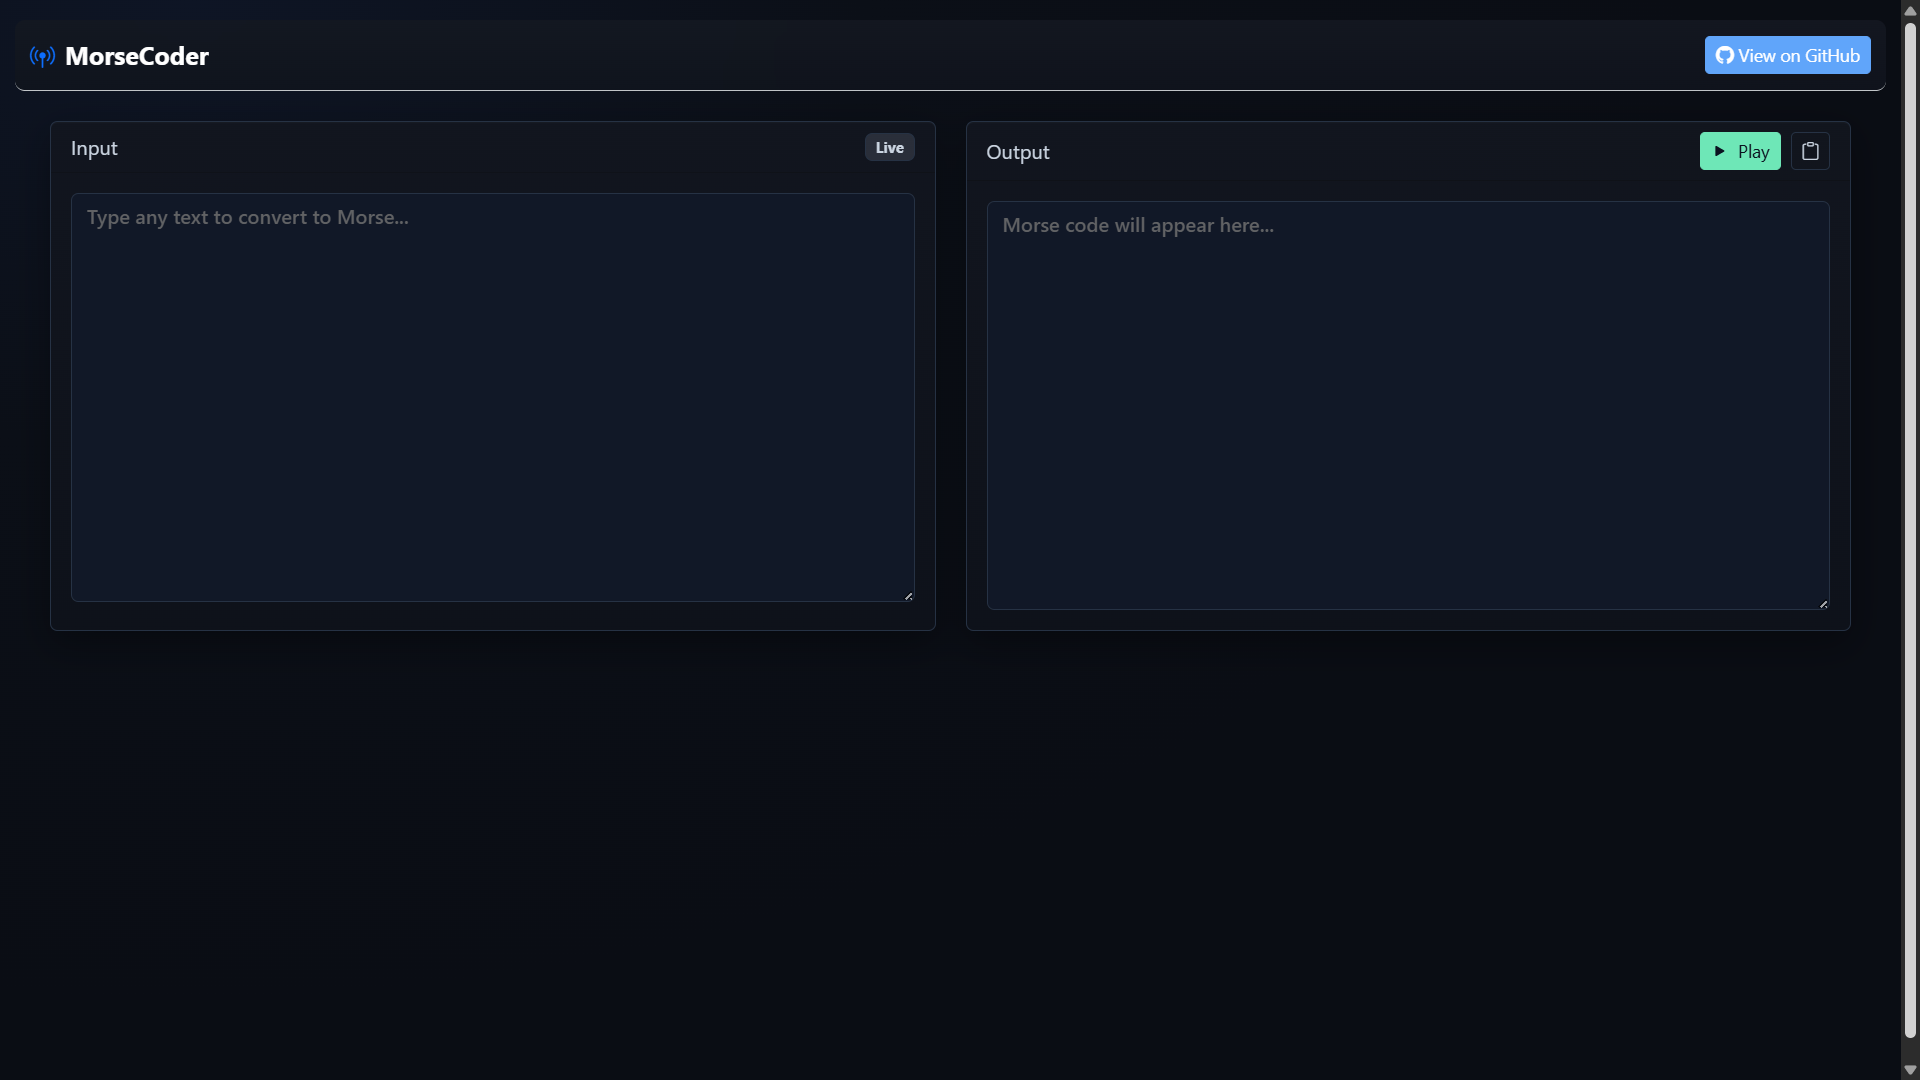 MorseCoder
View on GitHub
Input
Live
Type any text to convert to Morse...
Output
Play
Morse code will appear here...